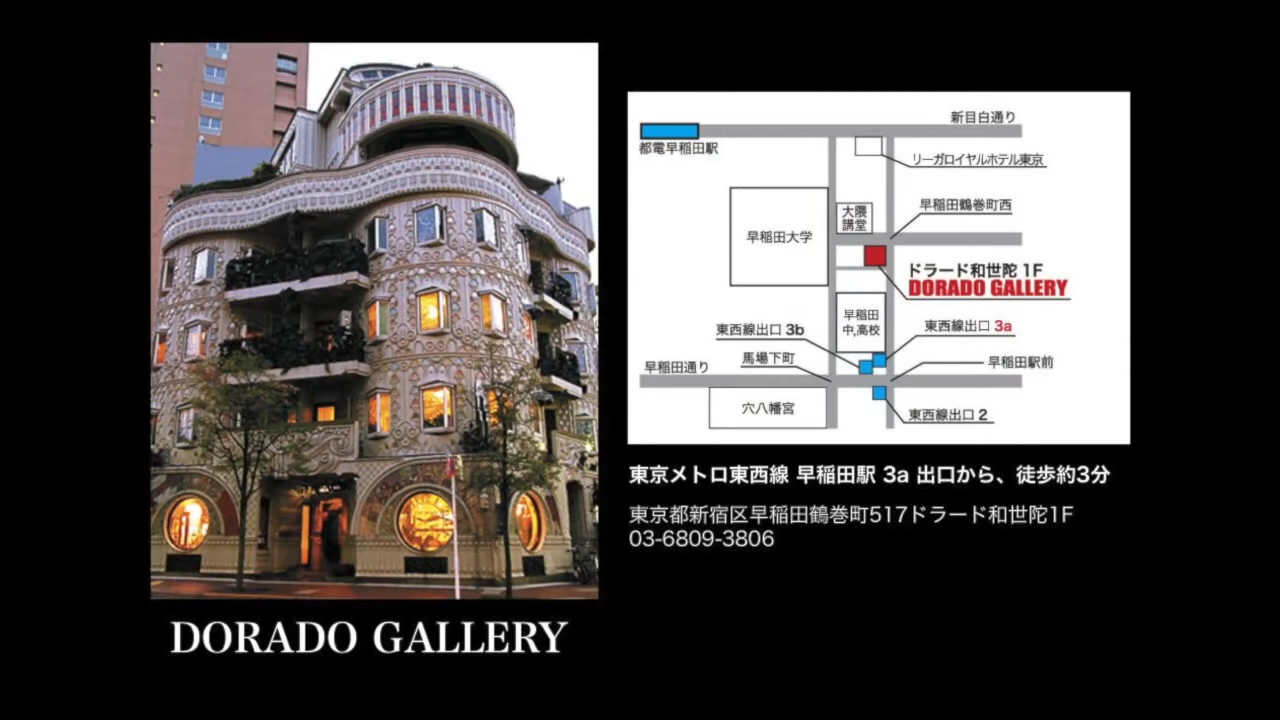 新目白通り
都電早稲田駅
リーガロイヤルホテル東京
早稲田鶴巻町西
大隈
講堂
早稲田大学
ドラード和世陀 1F
DORADO GALLERY
早稲田
中,高校
東西線出口 3b
東西線出口 3a
馬場下町
早稲田通り
早稲田駅前
穴八幡宮
東西線出口 2
東京メトロ東西線 早稲田駅 3a 出口から、徒歩約3分
東京都新宿区早稲田鶴巻町517ドラード和世陀1F
03-6809-3806
DORADO GALLERY